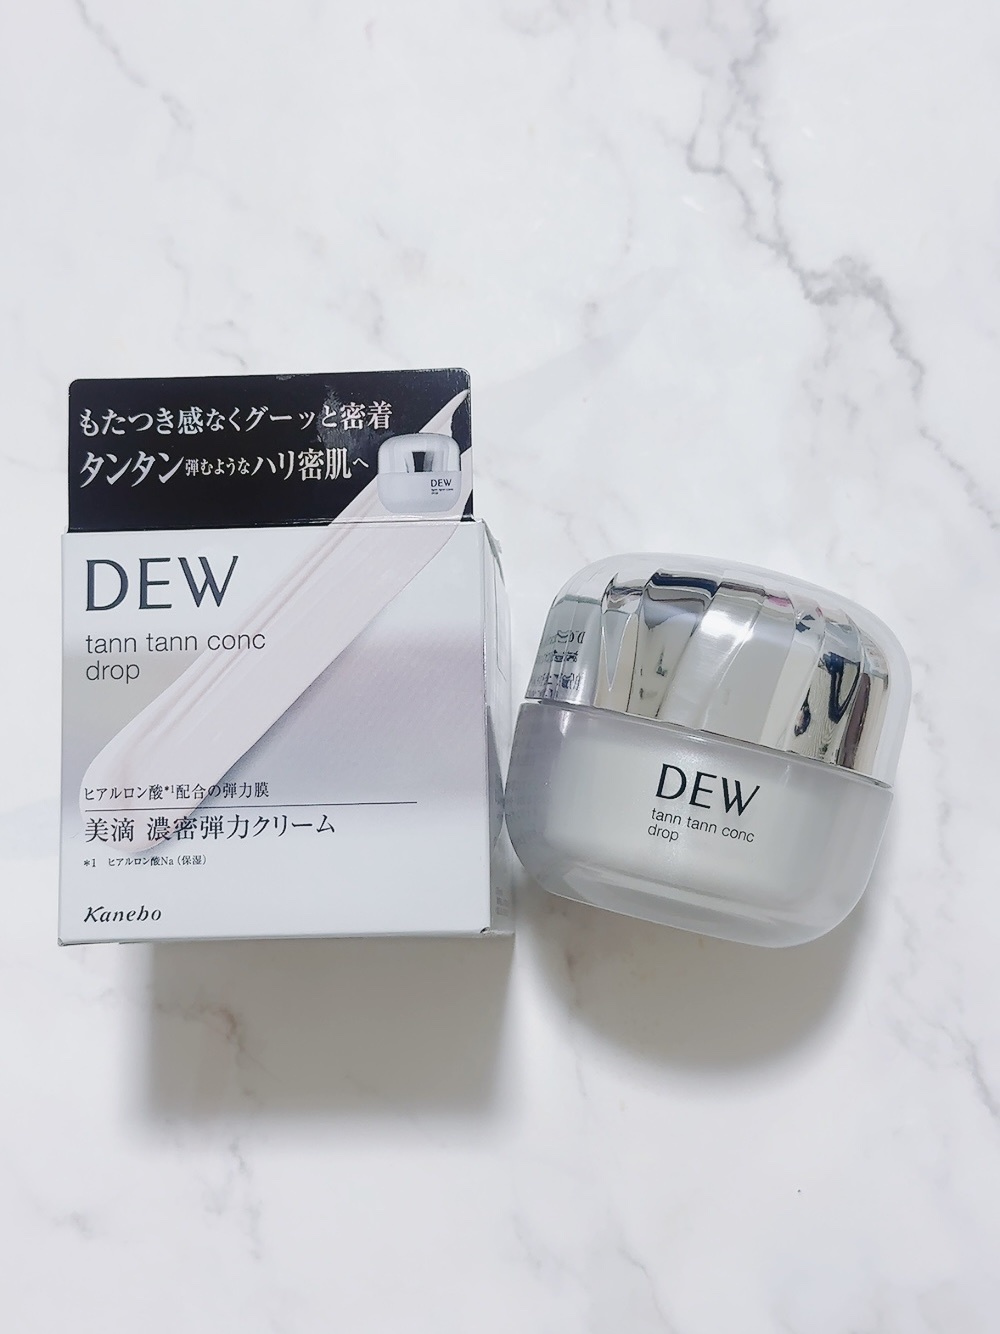 もたつき感なくグーッと密着
タンタン弾むようなハリ密肌へ
DEW
DEW
tann tann conc
drop
ヒアルロン酸*1配合の弾力膜
美滴 濃密弾力クリーム
*1 ヒアルロン酸Na（保湿）
Kanebo
DEW
tann tann conc
drop